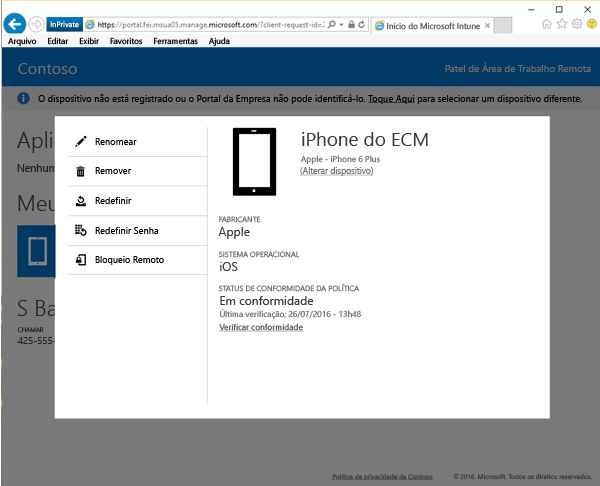 InPrivate https://portal.fei.msua05.manage.microsoft.com/?client-request-id=2 Início do Microsoft Intune
Arquivo Editar Exibir Favoritos Ferramentas Ajuda
Contoso Patel de Área de Trabalho Remota
O dispositivo não está registrado ou o Portal da Empresa não pode identificá-lo. Toque Aqui para selecionar um dispositivo diferente.
Apli
Nenhum
Meu
S Ba
CHAMAR
425-555-
Renomear
Remover
Redefinir
Redefinir Senha
Bloqueio Remoto
iPhone do ECM
Apple - iPhone 6 Plus
(Alterar dispositivo)
FABRICANTE
Apple
SISTEMA OPERACIONAL
iOS
STATUS DE CONFORMIDADE DA POLÍTICA
Em conformidade
Última verificação; 26/07/2016 - 13h48
Verificar conformidade
Política de privacidade da Contoso © 2016. Microsoft. Todos os direitos reservados.